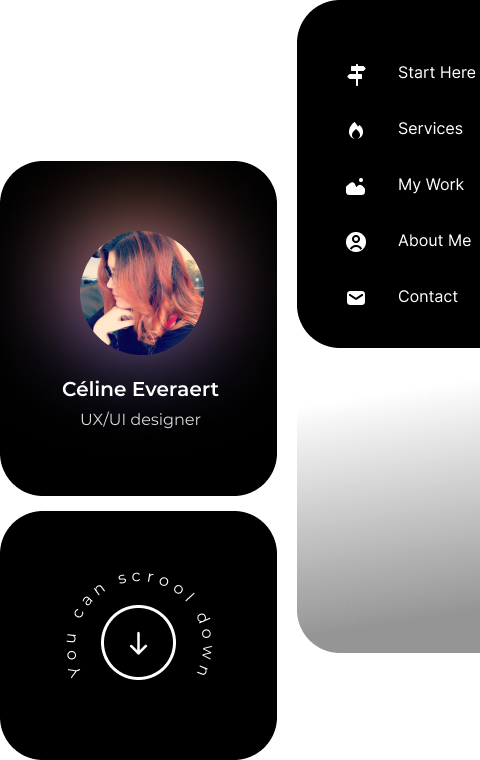 Start Here
Services
My Work
About Me
Contact
Céline Everaert
UX/UI designer
You can scrool down